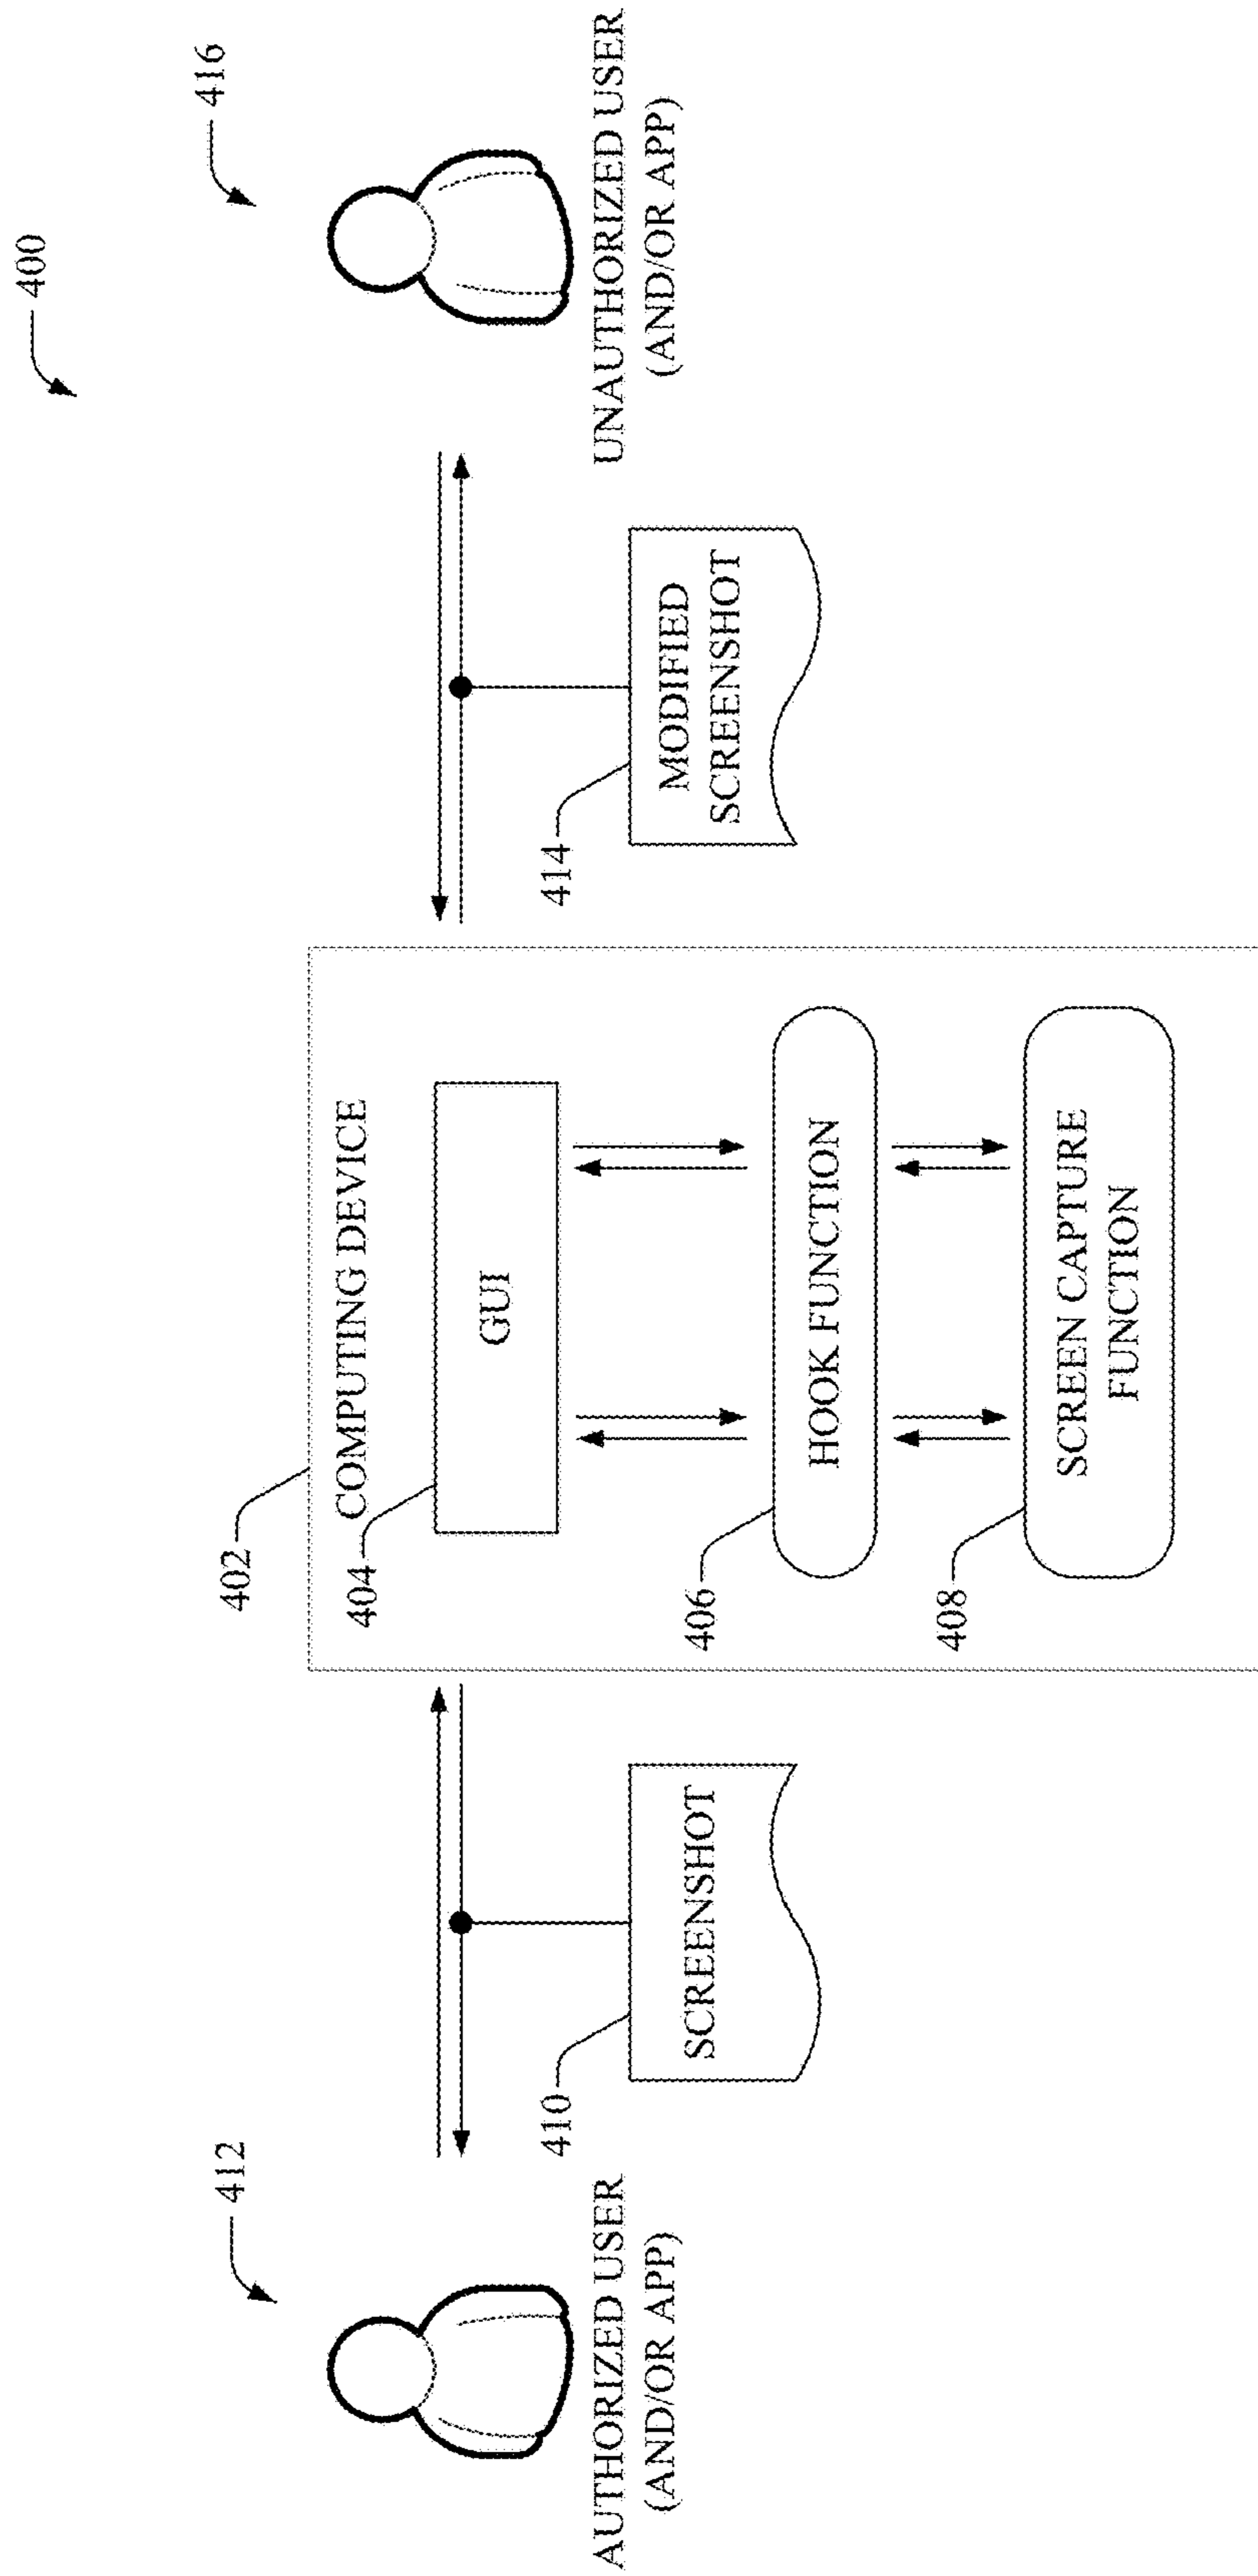 400
412
AUTHORIZED USER
(AND/OR APP)
410
SCREENSHOT
402
COMPUTING DEVICE
404
GUI
406
HOOK FUNCTION
408
SCREEN CAPTURE
FUNCTION
414
MODIFIED
SCREENSHOT
416
UNAUTHORIZED USER
(AND/OR APP)